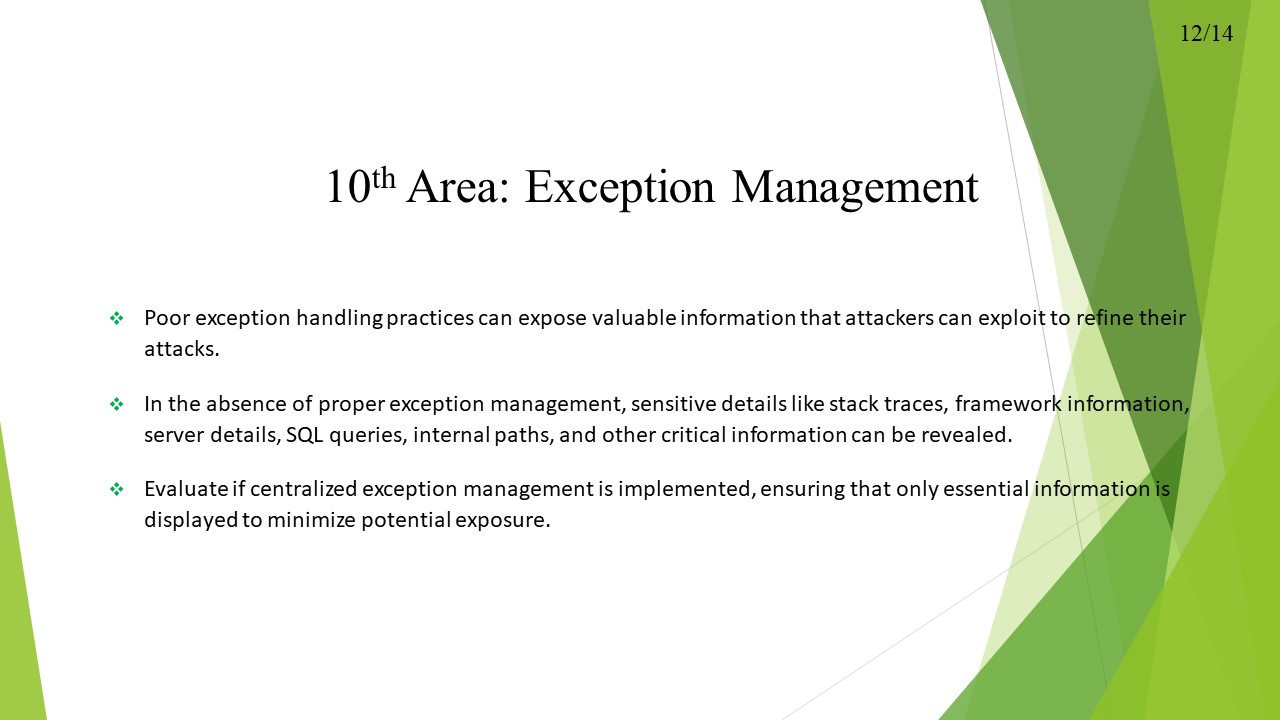 12/14
10th Area: Exception Management
❖ Poor exception handling practices can expose valuable information that attackers can exploit to refine their
attacks.
❖ In the absence of proper exception management, sensitive details like stack traces, framework information,
server details, SQL queries, internal paths, and other critical information can be revealed.
❖ Evaluate if centralized exception management is implemented, ensuring that only essential information is
displayed to minimize potential exposure.